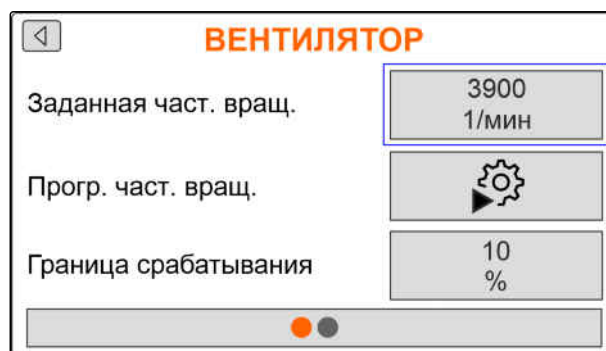 ВЕНТИЛЯТОР
Заданная част. вращ.
3900
1/мин
Прогр. част. вращ.
Граница срабатывания
10
%